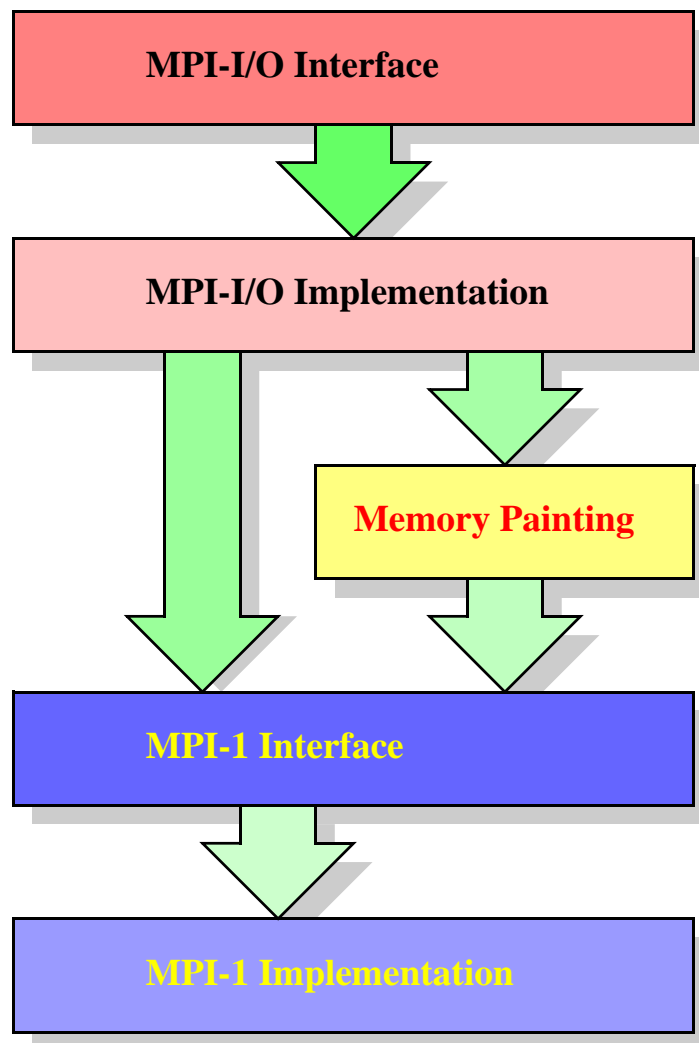 MPI-I/O Interface
MPI-I/O Implementation
Memory Painting
MPI-1 Interface
MPI-1 Implementation